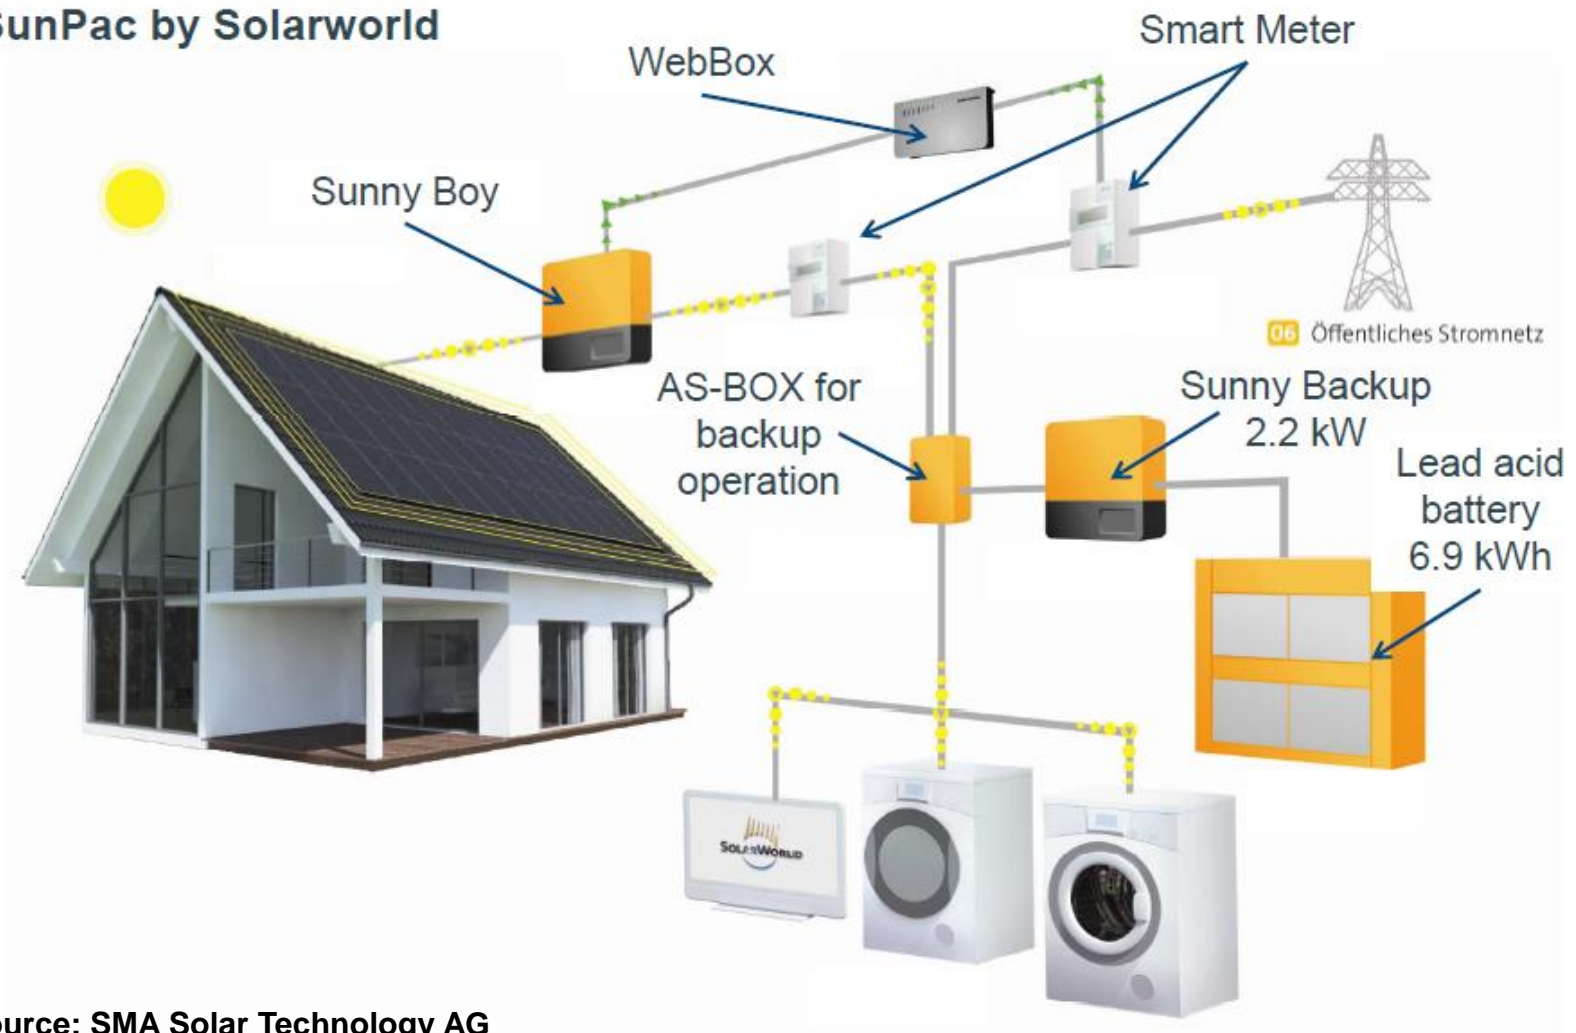 SunPac by Solarworld
Smart Meter
WebBox
Sunny Boy
06 Öffentliches Stromnetz
AS-BOX for
backup
operation
Sunny Backup
2.2 kW
Lead acid
battery
6.9 kWh
SOLARWORLD
ource: SMA Solar Technology AG